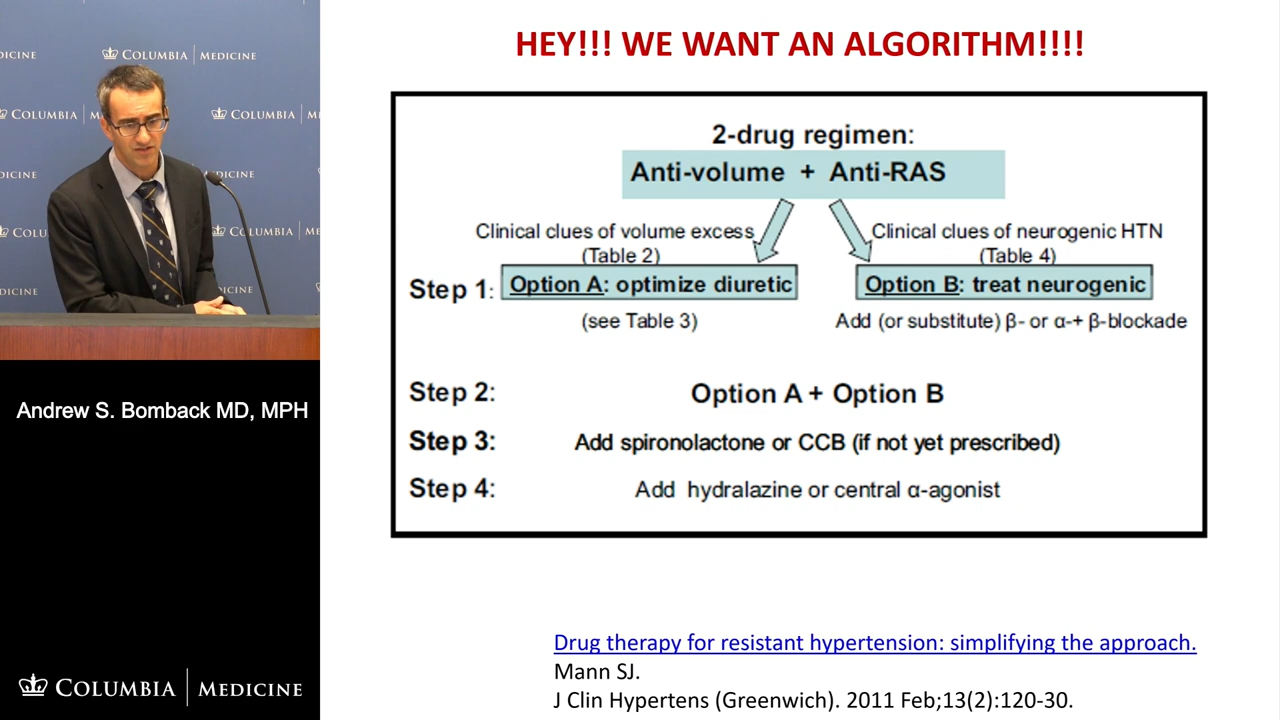 DICINE
COLUMBIA | MEDICINE
COLUMBIA
HEY!!! WE WANT AN ALGORITHM!!!!
2-drug regimen:
Anti-volume + Anti-RAS
Clinical clues of volume excess
(Table 2)
Clinical clues of neurogenic HTN
(Table 4)
Step 1: Option A: optimize diuretic
Option B: treat neurogenic
(see Table 3)
Add (or substitute) β- or α-+ β-blockade
Step 2: Option A + Option B
Step 3: Add spironolactone or CCB (if not yet prescribed)
Step 4: Add hydralazine or central α-agonist
Andrew S. Bomback MD, MPH
Drug therapy for resistant hypertension: simplifying the approach.
Mann SJ.
J Clin Hypertens (Greenwich). 2011 Feb;13(2):120-30.
COLUMBIA | MEDICINE